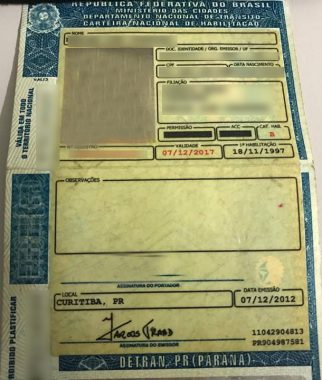 REPÚBLICA FEDERATIVA DO BRASIL
MINISTERIO DAS CIDADES
DEPARTAMENTO NACIONAL DE TRÂNSITO
CARTEIRA NACIONAL DE HABILITAÇÃO
NOME
DOC. IDENTIDADE / ÓRG. EMISSOR / UF
CPF
DATA NASCIMENTO
FILIAÇÃO
PERMISSÃO
ACC
CAT. HAB.
B
VALIDADE
1ª HABILITAÇÃO
07/12/2017
18/11/1997
VÁLIDA EM TODO
O TERRITÓRIO NACIONAL
OBSERVAÇÕES
ASSINATURA DO PORTADOR
LOCAL
DATA EMISSÃO
CURITIBA, PR
07/12/2012
11042904813
PR904987581
ASSINATURA DO EMISSOR
DETRAN, PR (PARANA)
PROIBIDO PLASTIFICAR